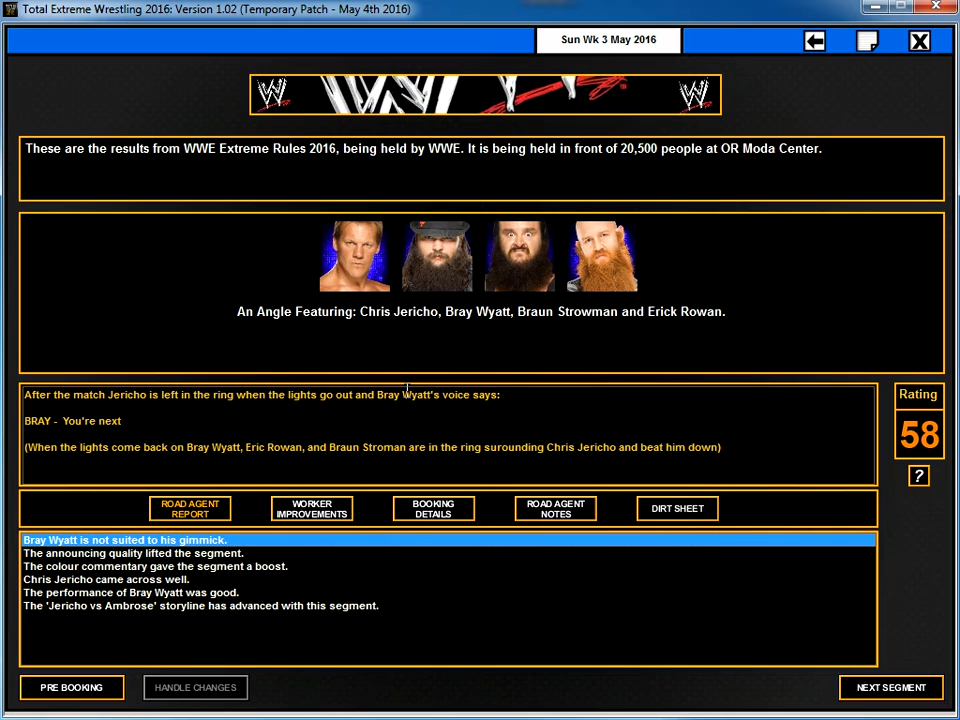 Total Extreme Wrestling 2016: Version 1.02 (Temporary Patch - May 4th 2016)
Sun Wk 3 May 2016
These are the results from WWE Extreme Rules 2016, being held by WWE. It is being held in front of 20,500 people at OR Moda Center.
An Angle Featuring: Chris Jericho, Bray Wyatt, Braun Strowman and Erick Rowan.
After the match Jericho is left in the ring when the lights go out and Bray Wyatt's voice says:
BRAY - You're next
(When the lights come back on Bray Wyatt, Eric Rowan, and Braun Stroman are in the ring surrounding Chris Jericho and beat him down)
Rating
58
?
ROAD AGENT REPORT
WORKER IMPROVEMENTS
BOOKING DETAILS
ROAD AGENT NOTES
DIRT SHEET
Bray Wyatt is not suited to his gimmick.
The announcing quality lifted the segment.
The colour commentary gave the segment a boost.
Chris Jericho came across well.
The performance of Bray Wyatt was good.
The 'Jericho vs Ambrose' storyline has advanced with this segment.
PRE BOOKING
HANDLE CHANGES
NEXT SEGMENT